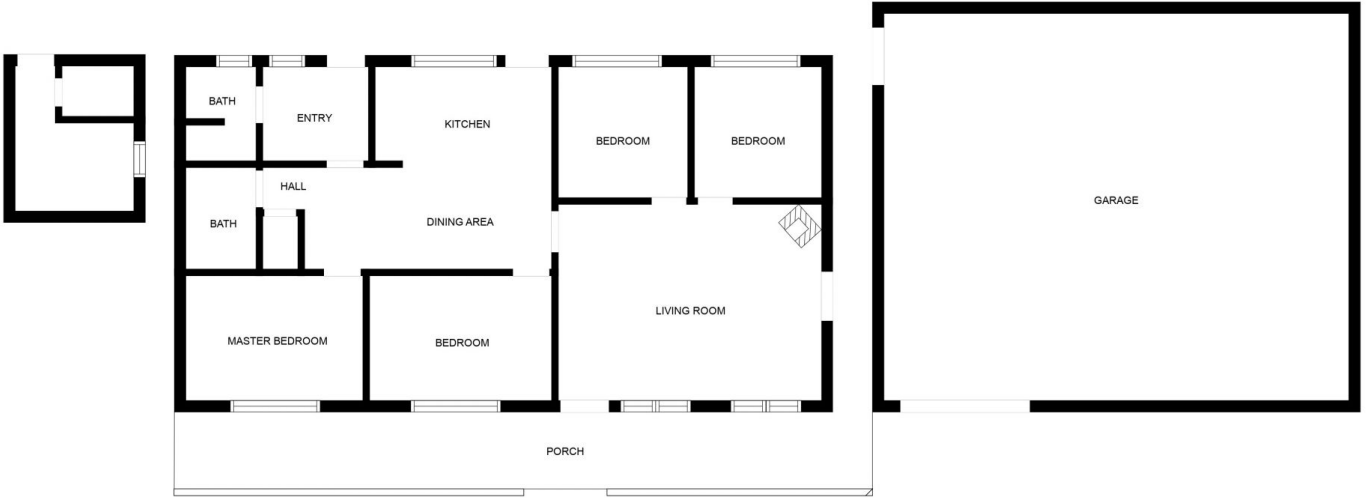 BATH
ENTRY
KITCHEN
BEDROOM
BEDROOM
HALL
BATH
DINING AREA
GARAGE
MASTER BEDROOM
BEDROOM
LIVING ROOM
PORCH